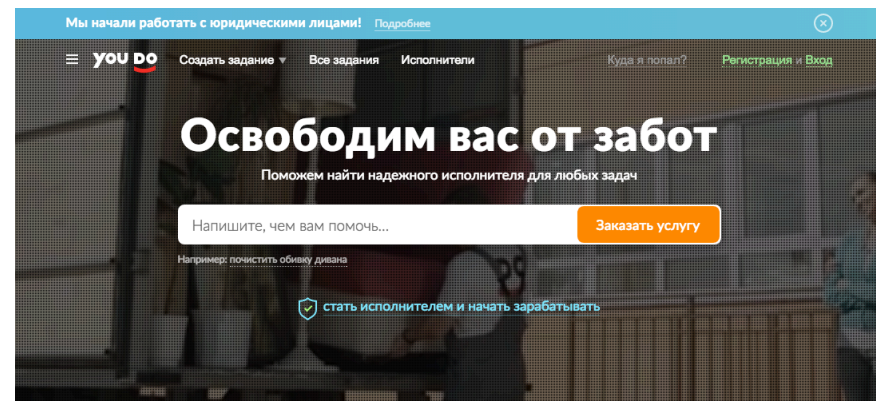 Мы начали работать с юридическими лицами! Подробнее
YOU DO Создать задание Все задания Исполнители Куда я попал? Регистрация и Вход
Освободим вас от забот
Поможем найти надежного исполнителя для любых задач
Напишите, чем вам помочь... Заказать услугу
Например: почистить обивку дивана
стать исполнителем и начать зарабатывать